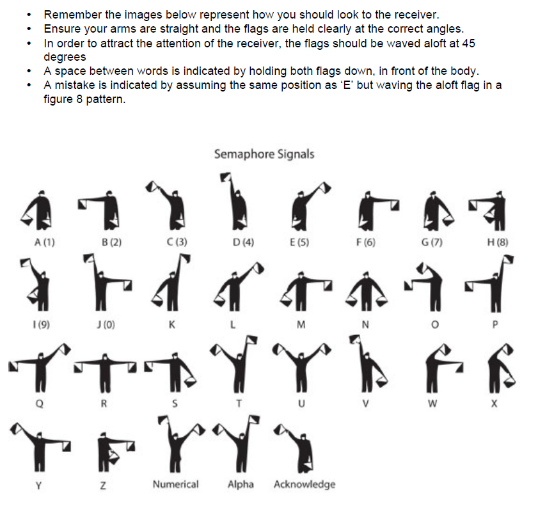 • Remember the images below represent how you should look to the receiver.
• Ensure your arms are straight and the flags are held clearly at the correct angles.
• In order to attract the attention of the receiver, the flags should be waved aloft at 45
degrees
• A space between words is indicated by holding both flags down, in front of the body.
• A mistake is indicated by assuming the same position as 'E' but waving the aloft flag in a
figure 8 pattern.
Semaphore Signals
A (1) B (2) C (3) D (4) E (5) F (6) G (7) H (8)
I (9) J (0) K L M N O P
Q R S T U V W X
Y Z Numerical Alpha Acknowledge